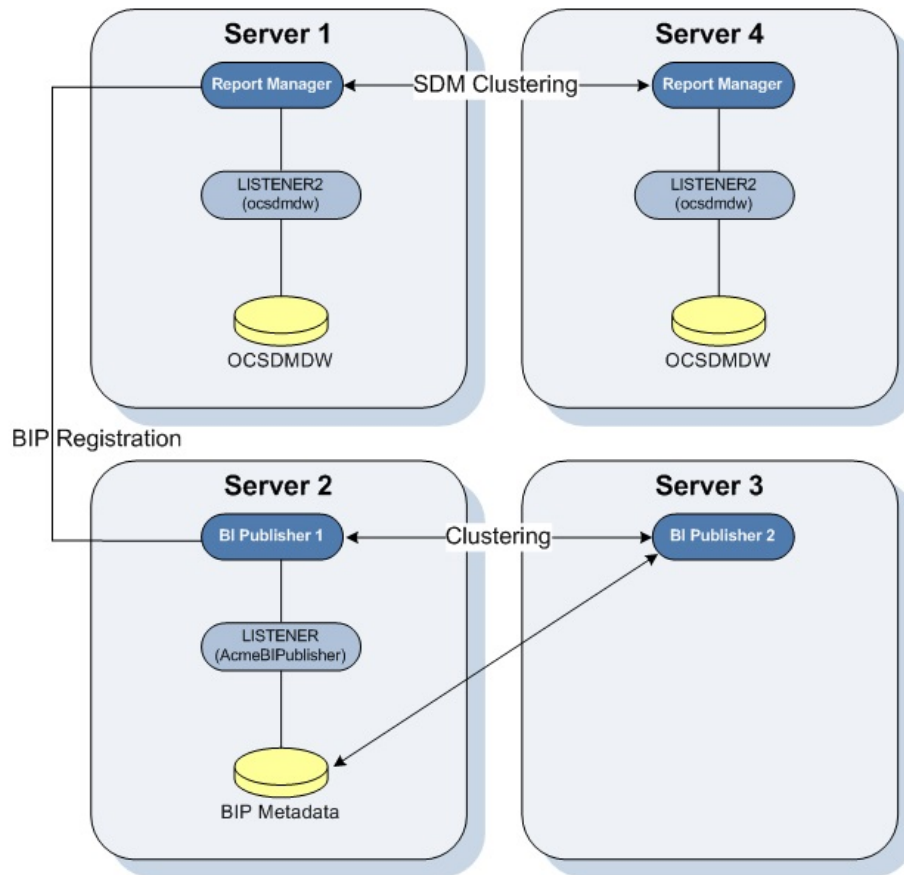 Server 1
Report Manager
LISTENER2
(ocsdmdw)
OCSDMDW
SDM Clustering
Server 4
Report Manager
LISTENER2
(ocsdmdw)
OCSDMDW
BIP Registration
Server 2
BI Publisher 1
LISTENER
(AcmeBIPublisher)
BIP Metadata
Clustering
Server 3
BI Publisher 2